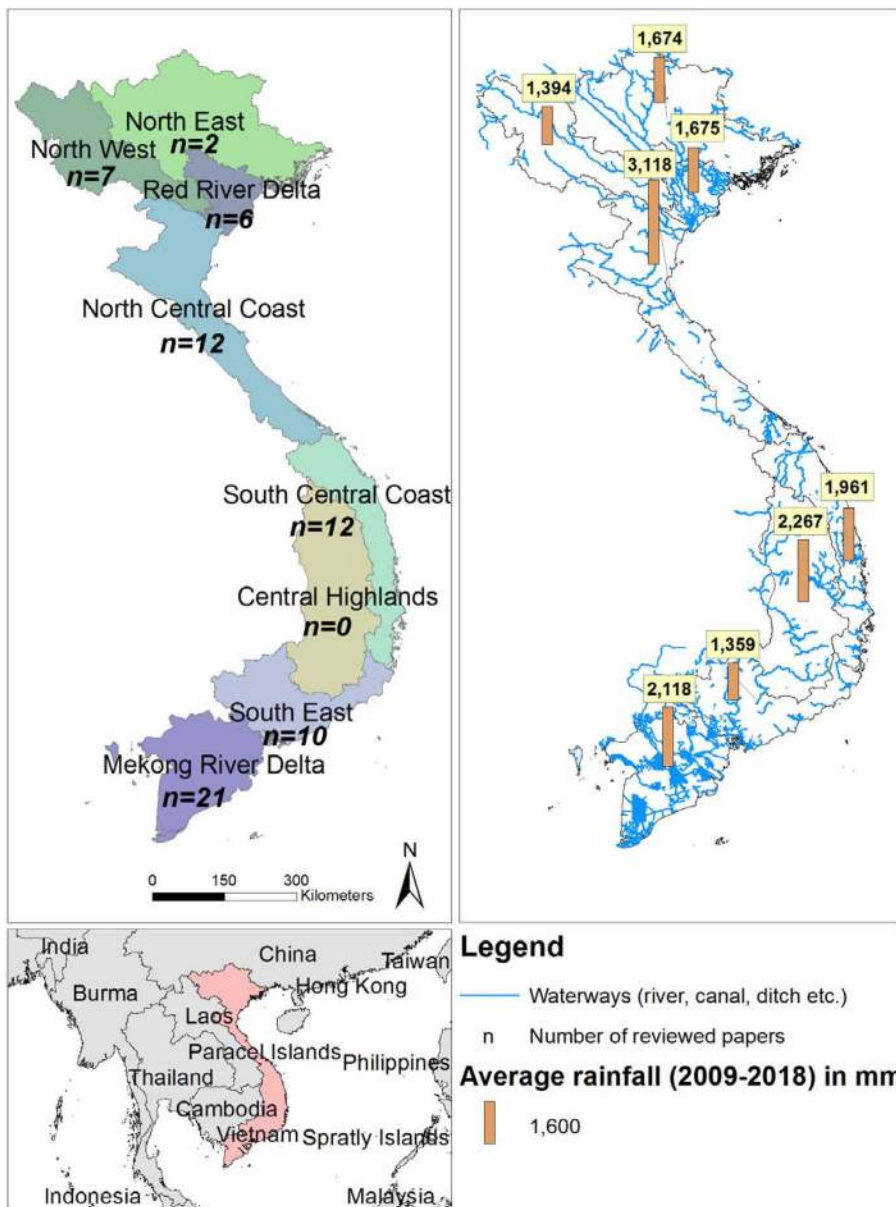 North East
n=2
North West
n=7
Red River Delta
n=6
North Central Coast
n=12
South Central Coast
n=12
Central Highlands
n=0
South East
n=10
Mekong River Delta
n=21
N
0 150 300
Kilometers
1,674
1,394
1,675
3,118
1,961
2,267
1,359
2,118
India
China
Taiwan
Burma
Hong Kong
Laos
Paracel Islands
Philippines
Thailand
Cambodia
Vietnam
Spratly Islands
Indonesia
Malaysia
Legend
Waterways (river, canal, ditch etc.)
n Number of reviewed papers
Average rainfall (2009-2018) in mm
1,600